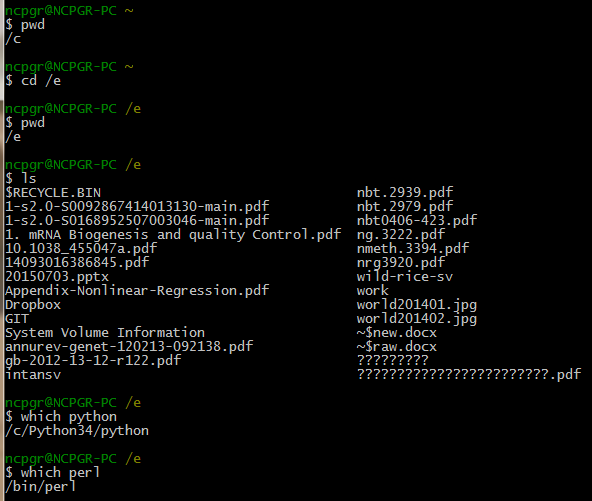 ncpgr@NCPGR-PC ~
$ pwd
/c
ncpgr@NCPGR-PC ~
$ cd /e
ncpgr@NCPGR-PC /e
$ pwd
/e
ncpgr@NCPGR-PC /e
$ ls
$RECYCLE.BIN nbt.2939.pdf
1-s2.0-S0092867414013130-main.pdf nbt.2979.pdf
1-s2.0-S0168952507003046-main.pdf nbt0406-423.pdf
1. mRNA Biogenesis and quality Control.pdf ng.3222.pdf
10.1038_455047a.pdf nmeth.3394.pdf
14093016386845.pdf nrg3920.pdf
20150703.pptx wild-rice-sv
Appendix-Nonlinear-Regression.pdf work
Dropbox world201401.jpg
GIT world201402.jpg
System Volume Information ~$new.docx
annurev-genet-120213-092138.pdf ~$raw.docx
gb-2012-13-12-r122.pdf ?????????
intansv ????????????????????????.pdf
ncpgr@NCPGR-PC /e
$ which python
/c/Python34/python
ncpgr@NCPGR-PC /e
$ which perl
/bin/perl